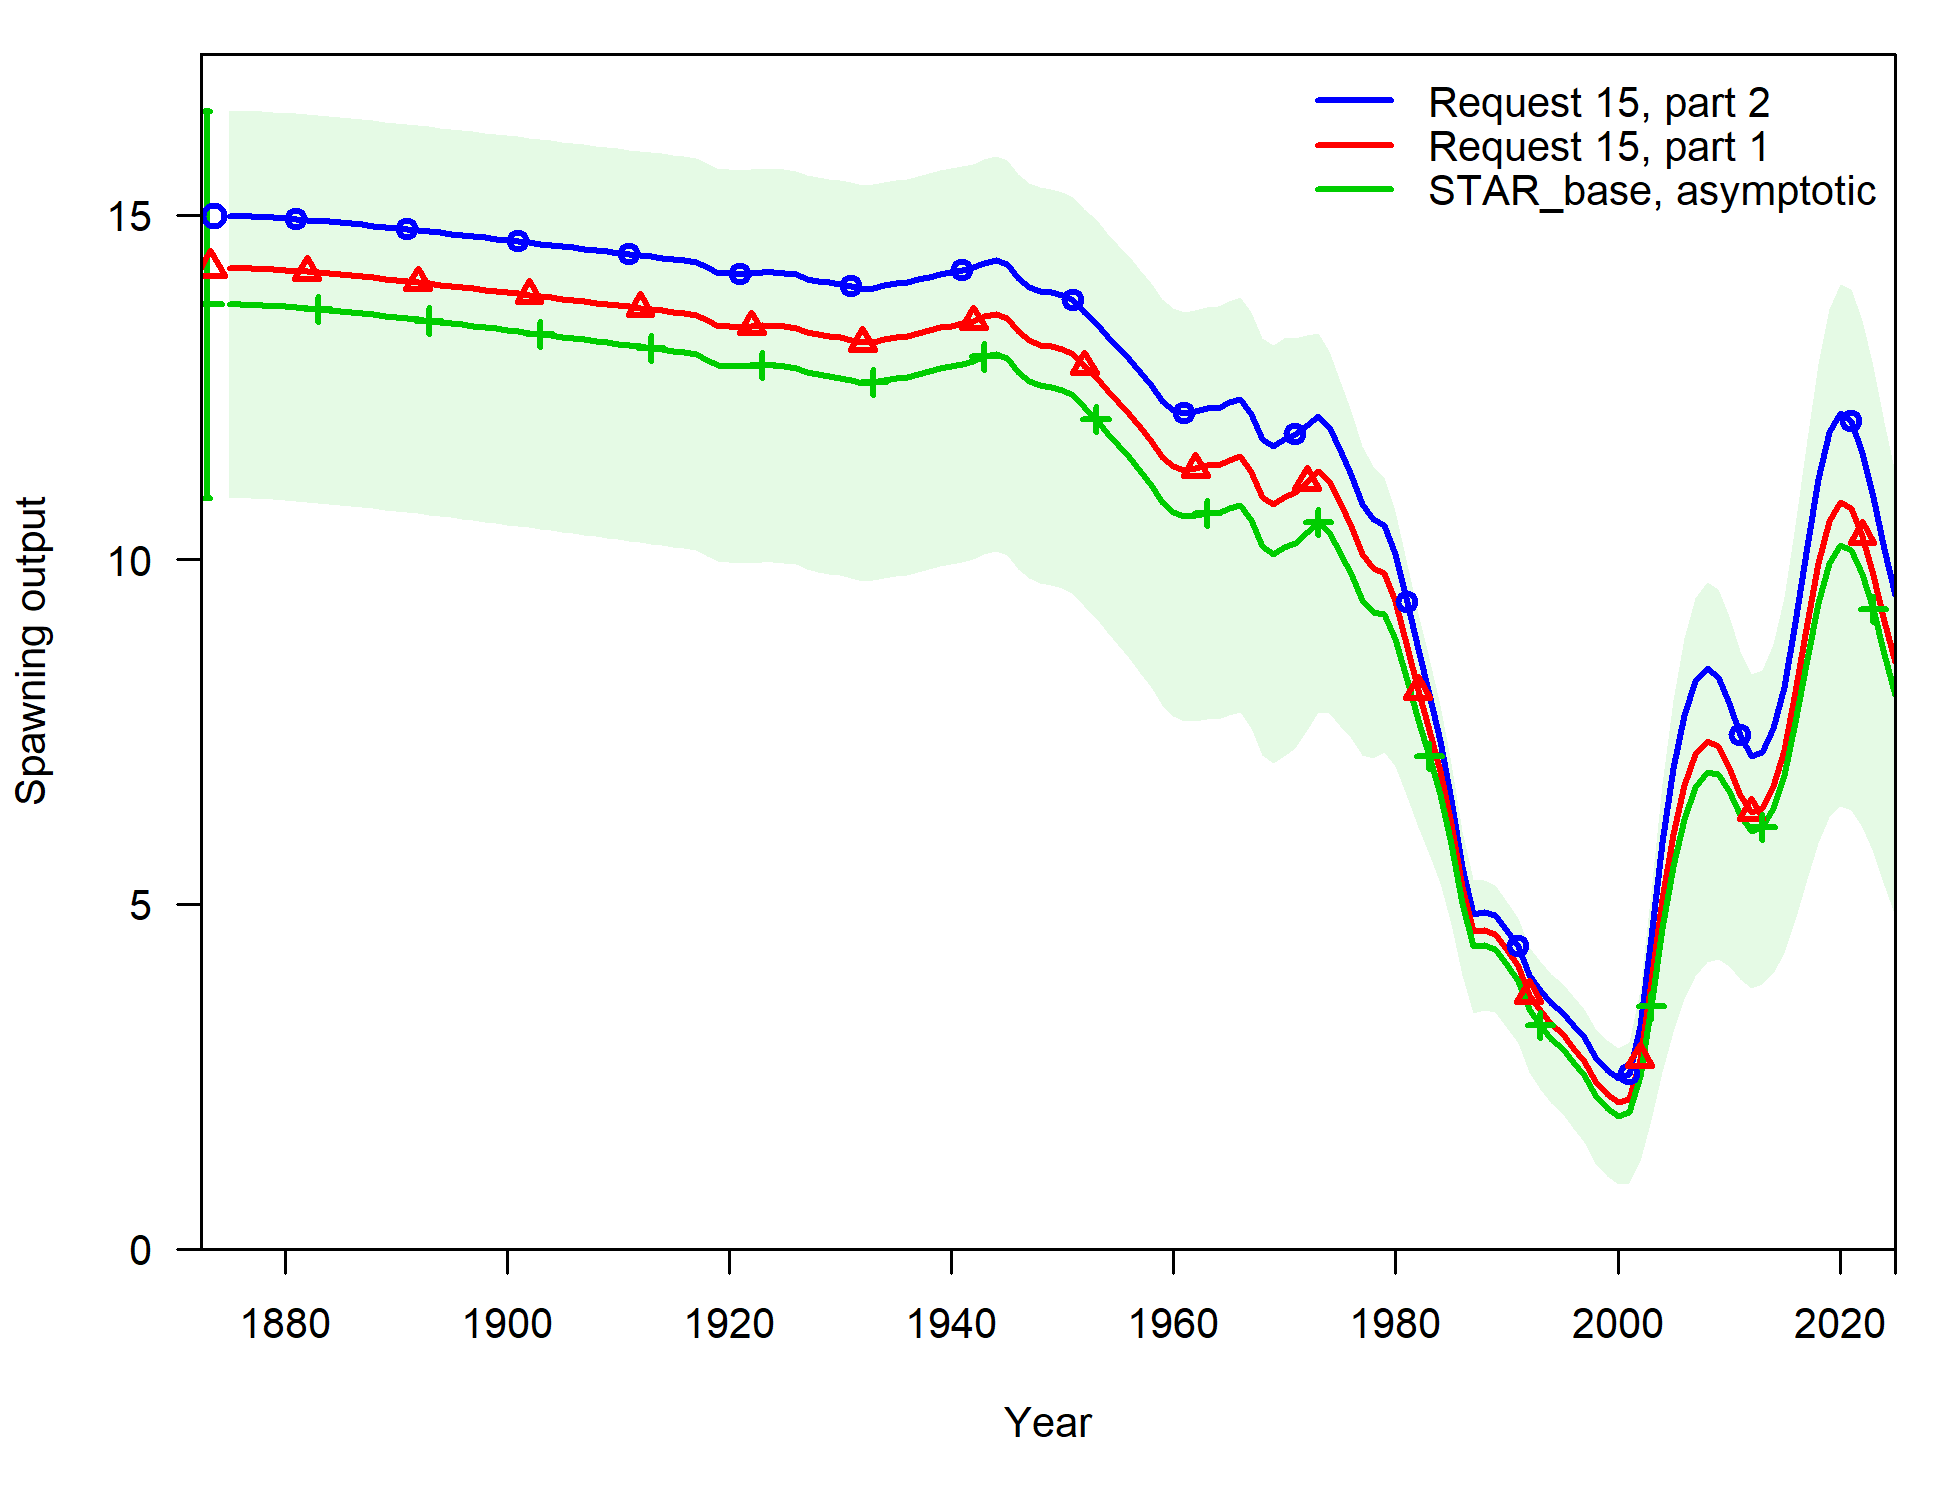 Request 15, part 2
Request 15, part 1
STAR_base, asymptotic
15
10
5
0
Spawning output
1880 1900 1920 1940 1960 1980 2000 2020
Year